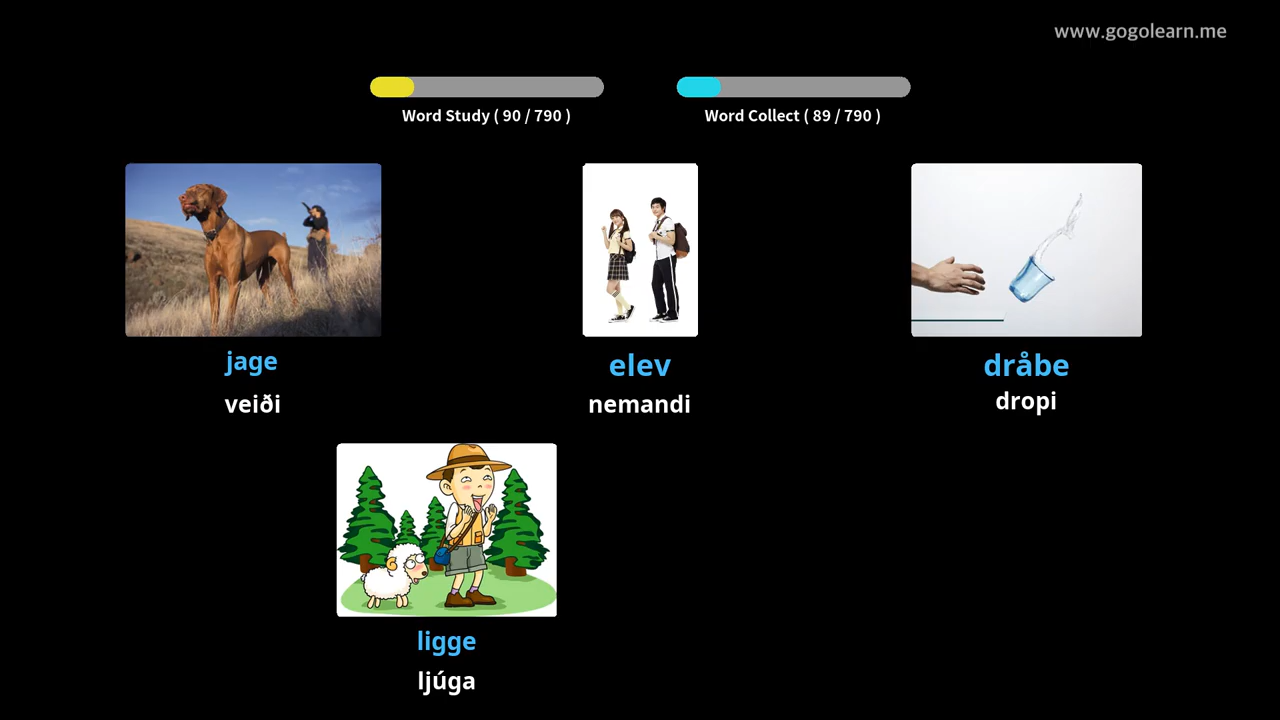 www.gogolearn.me
Word Study ( 90 / 790 )
Word Collect ( 89 / 790 )
jage
veiði
elev
nemandi
dråbe
dropi
ligge
ljúga